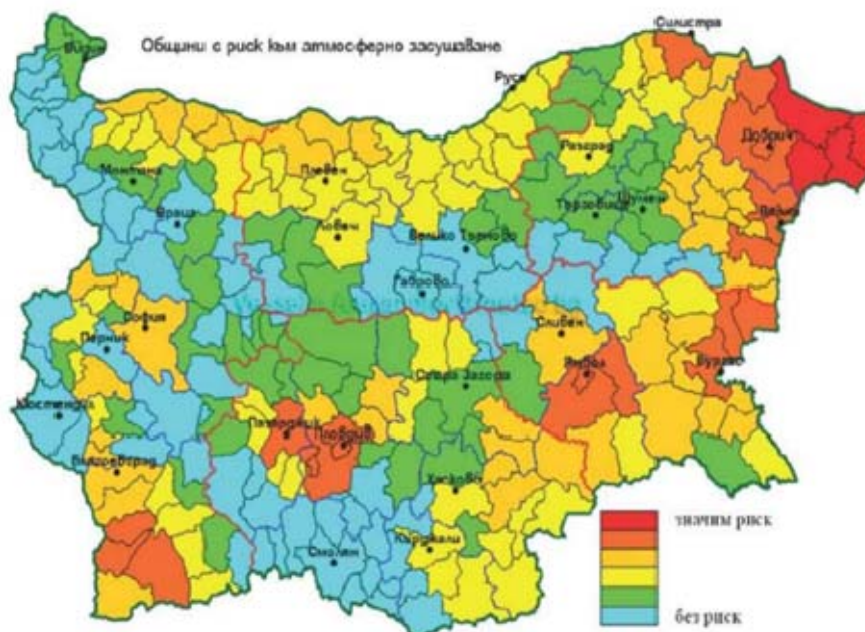 Общини с риск към атмосферно засушаване
Силистра
Видин
Русе
Добрич
Разград
Монтана
Плевен
Търговище Шумен
Варна
Враца
Ловеч
Велико Търново
Габрово
София
Сливен
Перник
Ямбол
Бургас
Стара Загора
Кюстендил
Пазарджик
Пловдив
Благоевград
Хасково
Кърджали
Смолян
значим риск
без риск